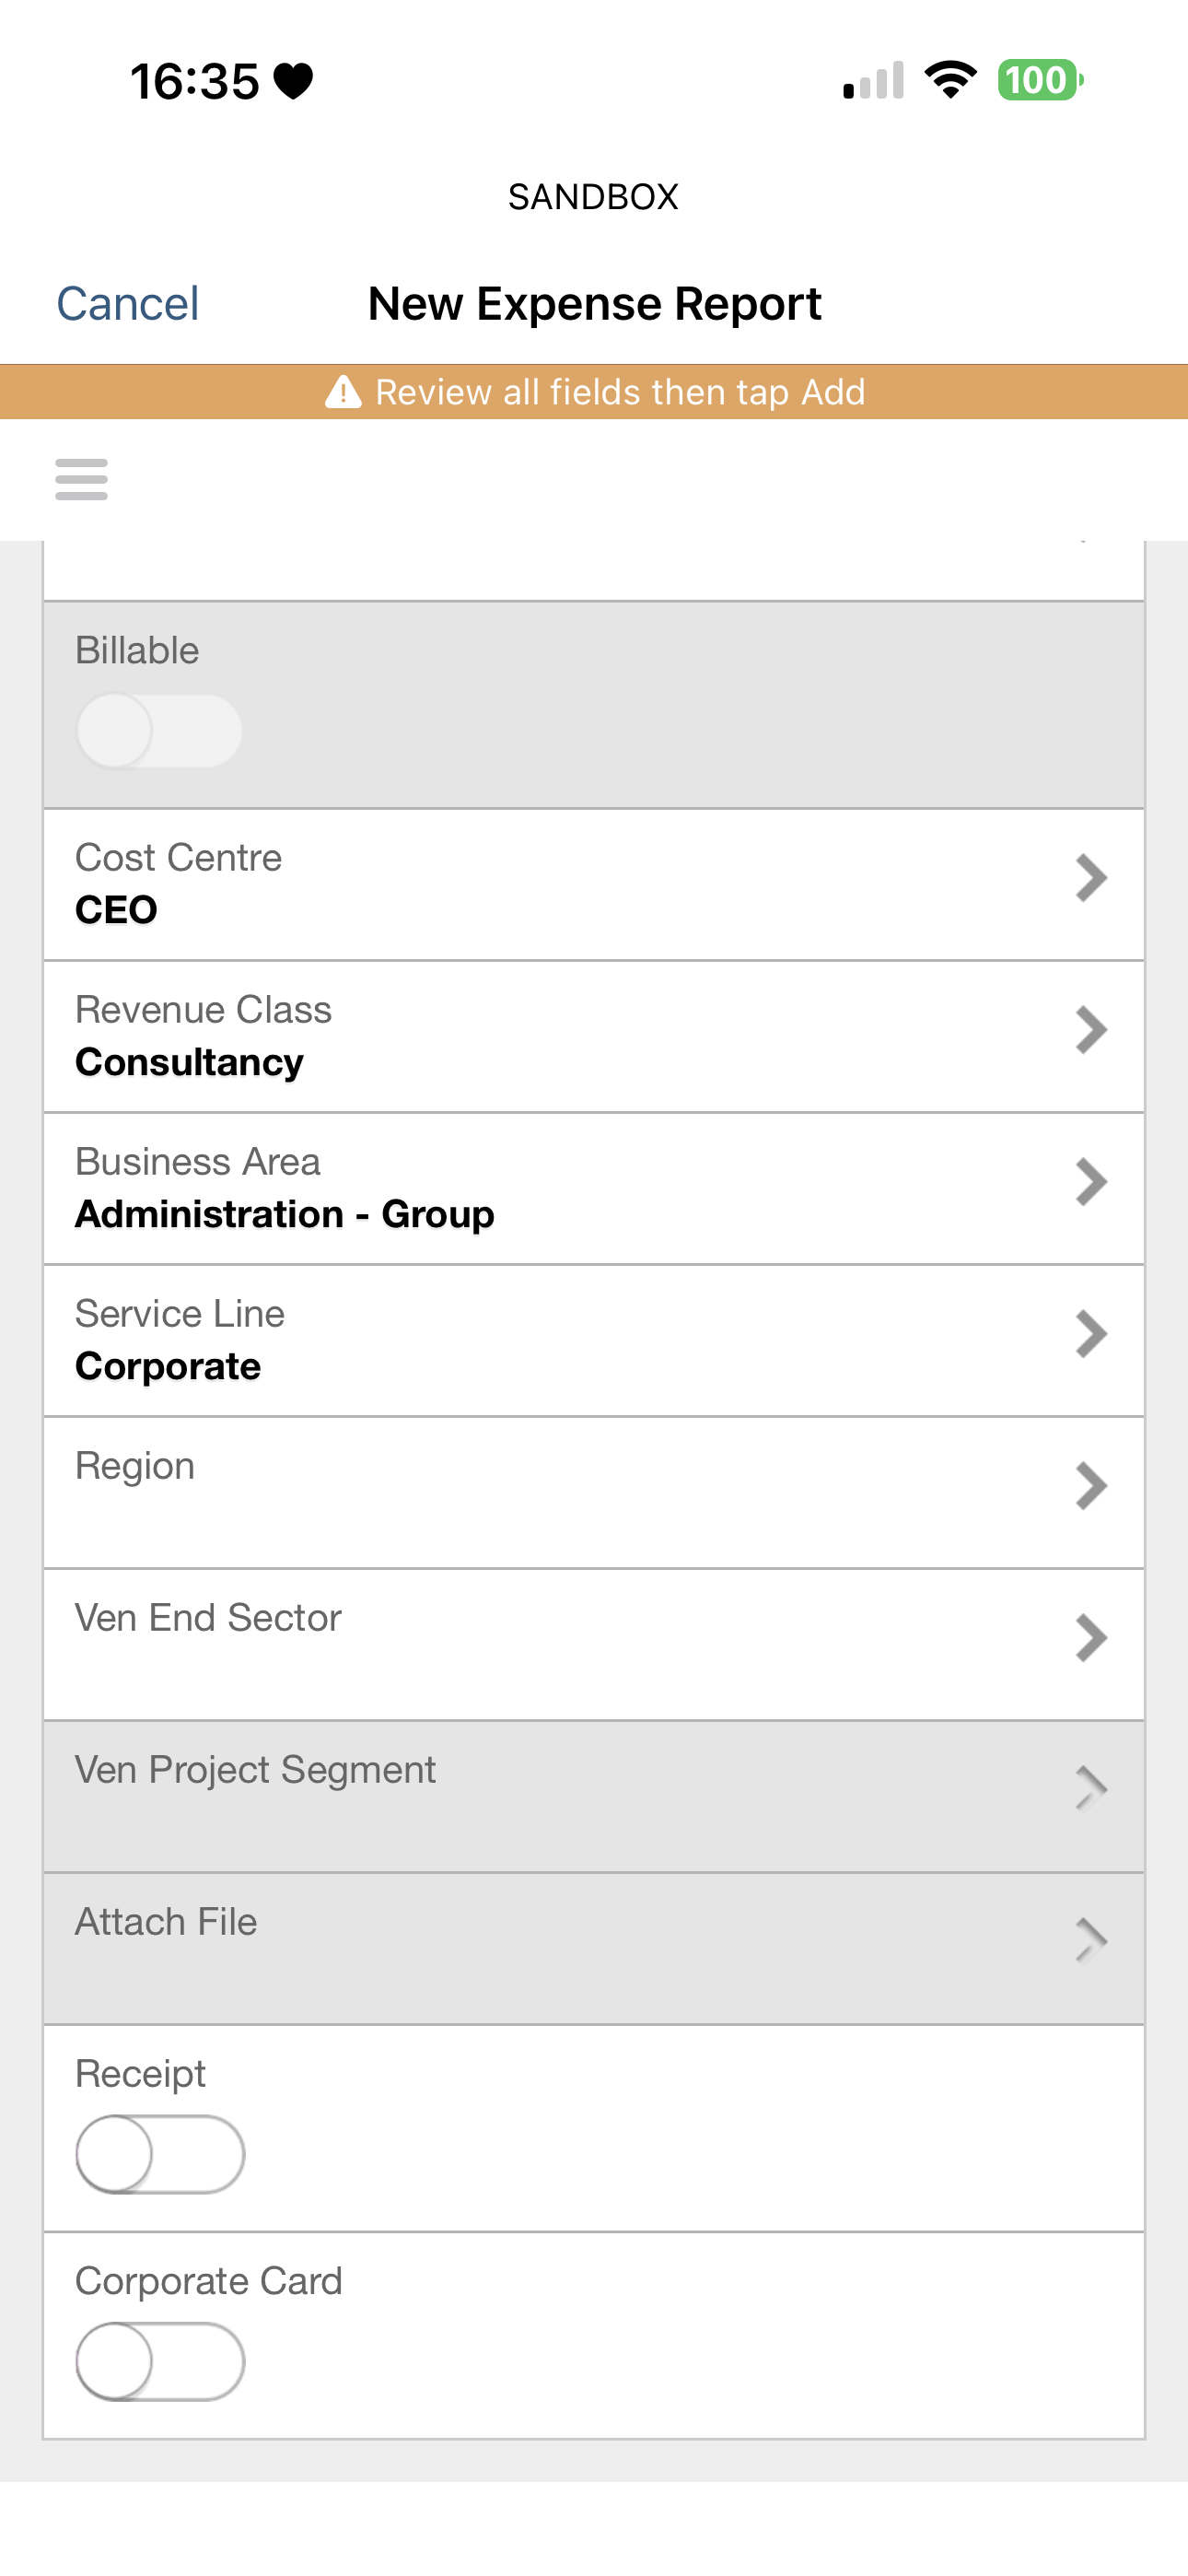 16:35
100
SANDBOX
Cancel
New Expense Report
Review all fields then tap Add
Billable
Cost Centre
CEO
Revenue Class
Consultancy
Business Area
Administration - Group
Service Line
Corporate
Region
Ven End Sector
Ven Project Segment
Attach File
Receipt
Corporate Card